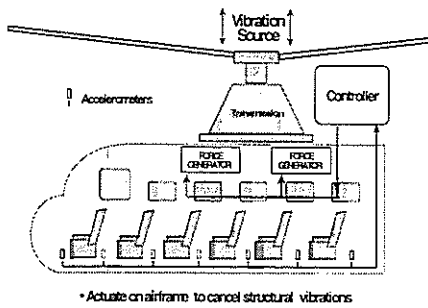 Vibration
Source
Accelerometers
Transmission
Controller
FORCE
GENERATOR
FORCE
GENERATOR
• Actuate on airframe to cancel structural vibrations